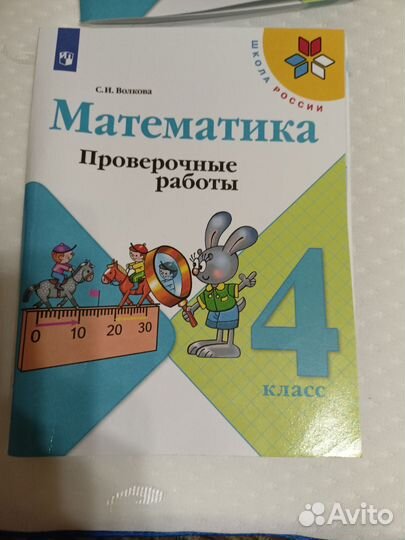 С. И. Волкова
ШКОЛА РОССИИ
Математика
Проверочные
работы
0 10 20 30
4
класс
Avito